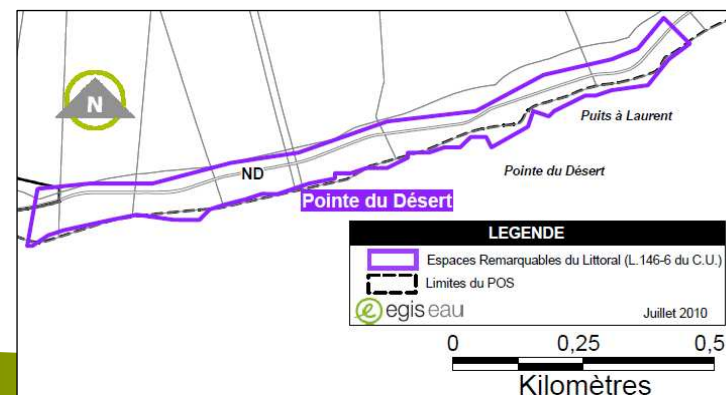 N
Puits à Laurent
Pointe du Désert
ND
Pointe du Désert
LEGENDE
Espaces Remarquables du Littoral (L.146-6 du C.U.)
Limites du POS
egis eau
Juillet 2010
0 0,25 0,5
Kilomètres